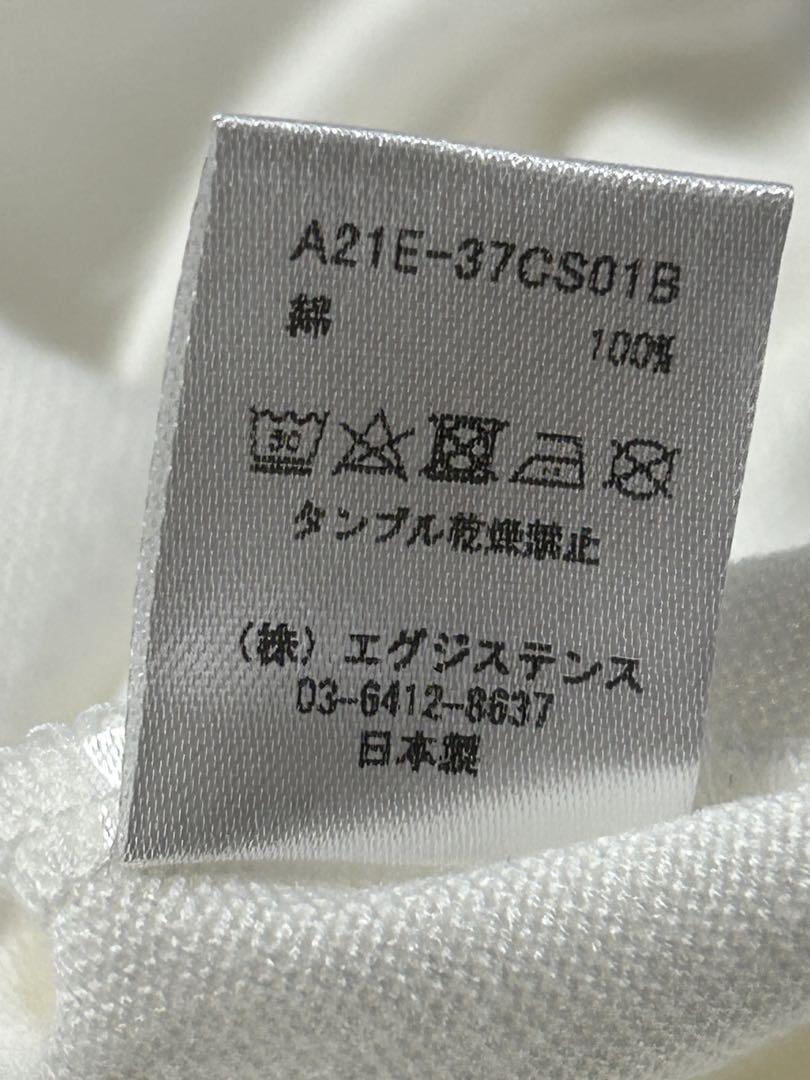 A21E-37CS01B
綿 100%
30
タンブル乾燥禁止
(株) エグジステンス
03-6412-8637
日本製